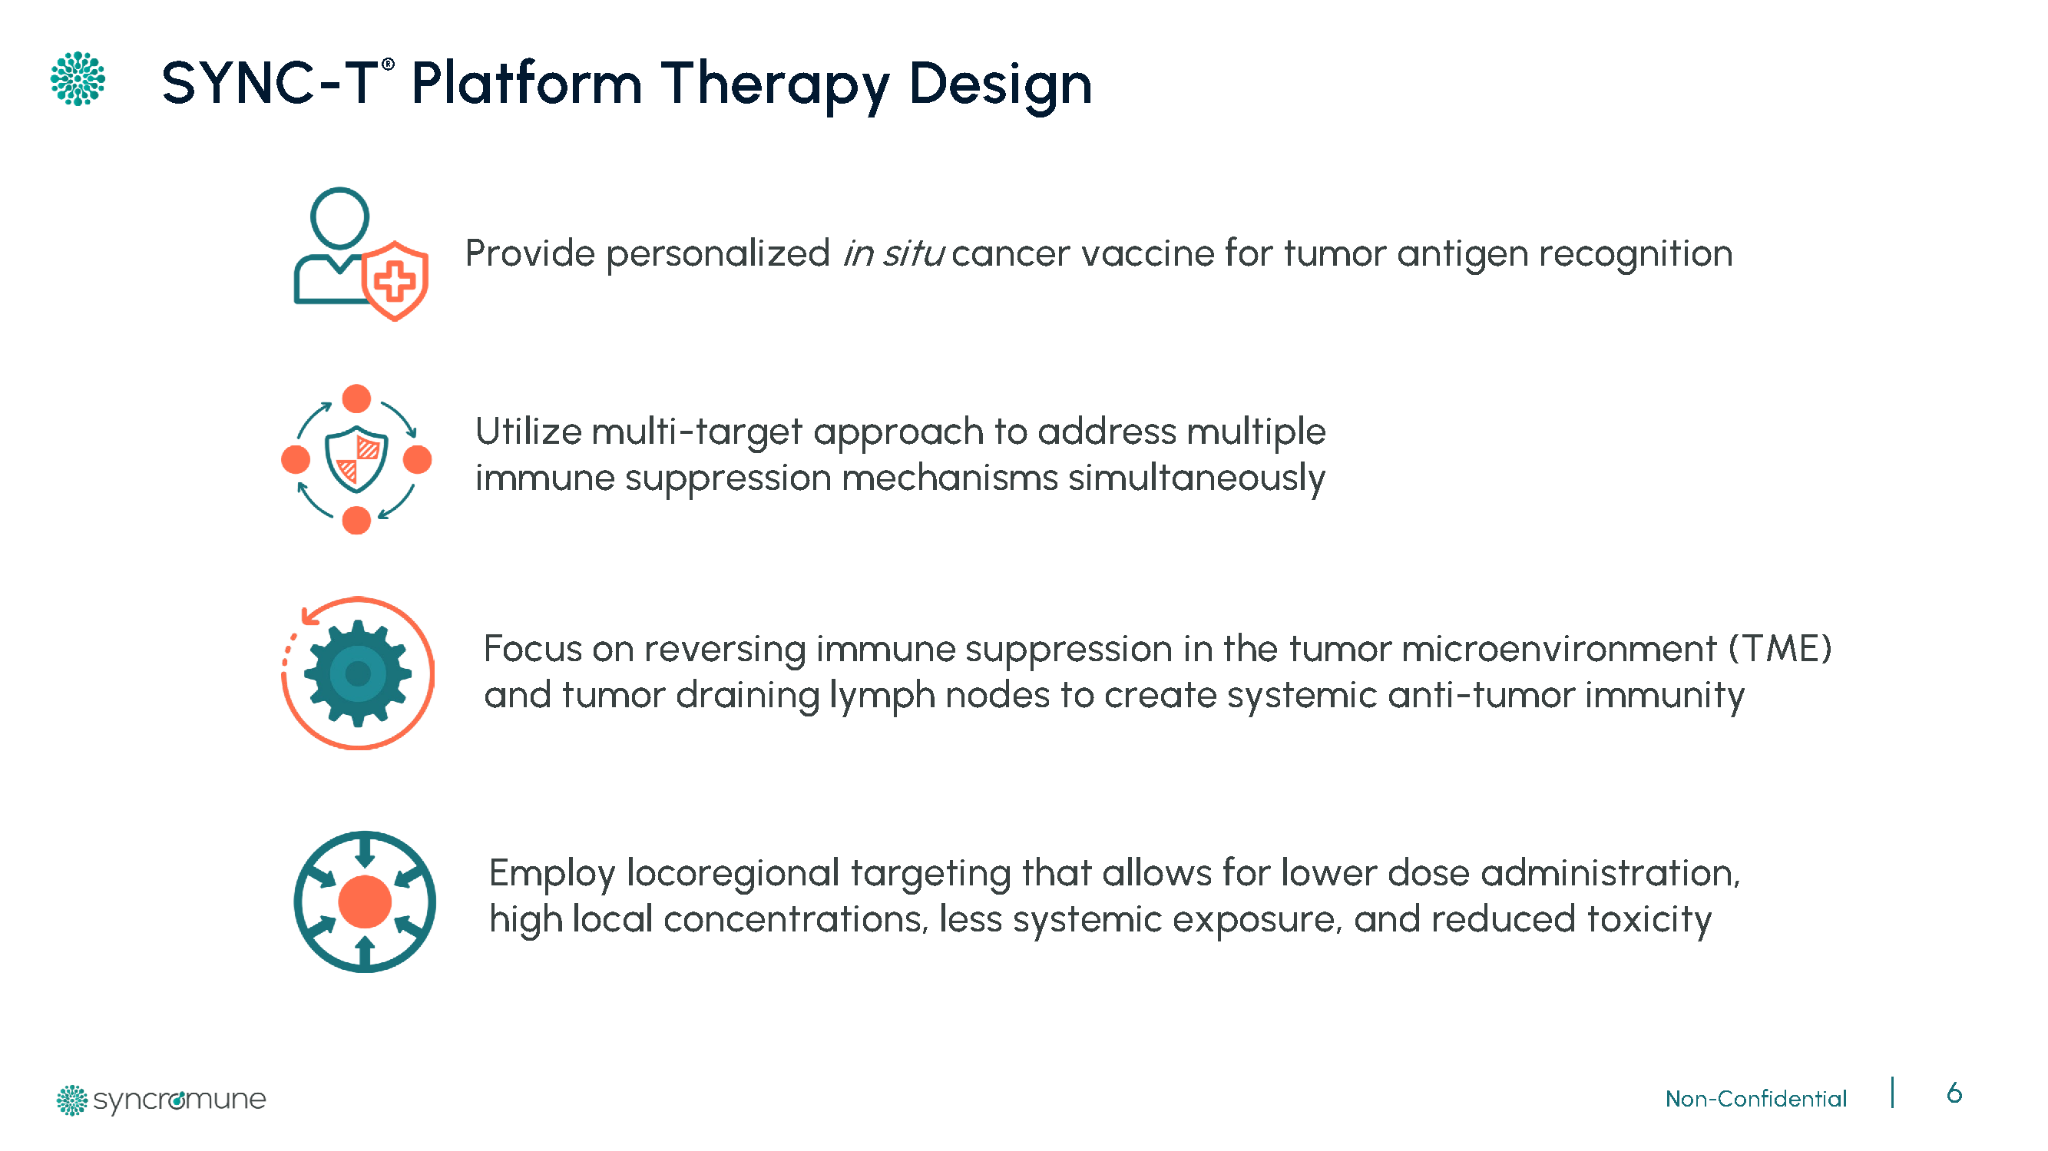 SYNC-T® Platform Therapy Design
Provide personalized in situ cancer vaccine for tumor antigen recognition
Utilize multi-target approach to address multiple
immune suppression mechanisms simultaneously
Focus on reversing immune suppression in the tumor microenvironment (TME)
and tumor draining lymph nodes to create systemic anti-tumor immunity
Employ locoregional targeting that allows for lower dose administration,
high local concentrations, less systemic exposure, and reduced toxicity
syncromune
Non-Confidential | 6